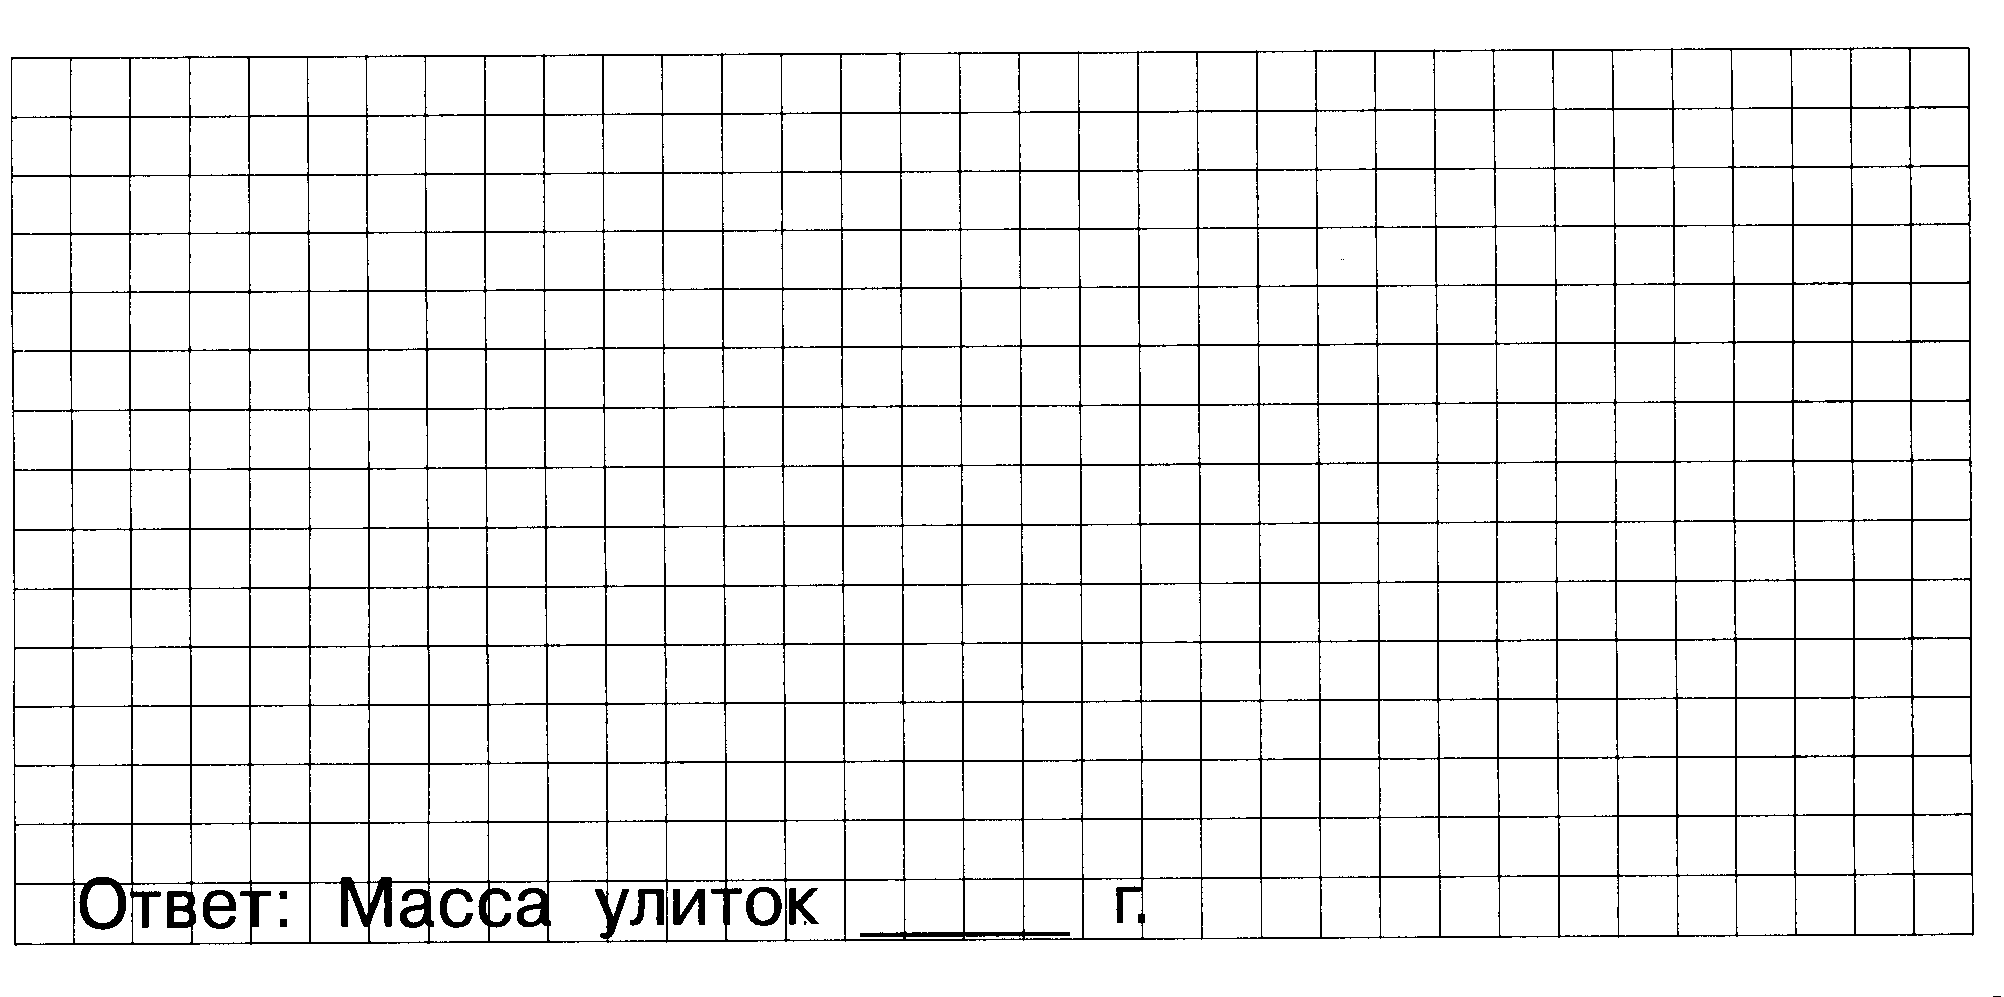 Ответ: Масса улиток ______ г.